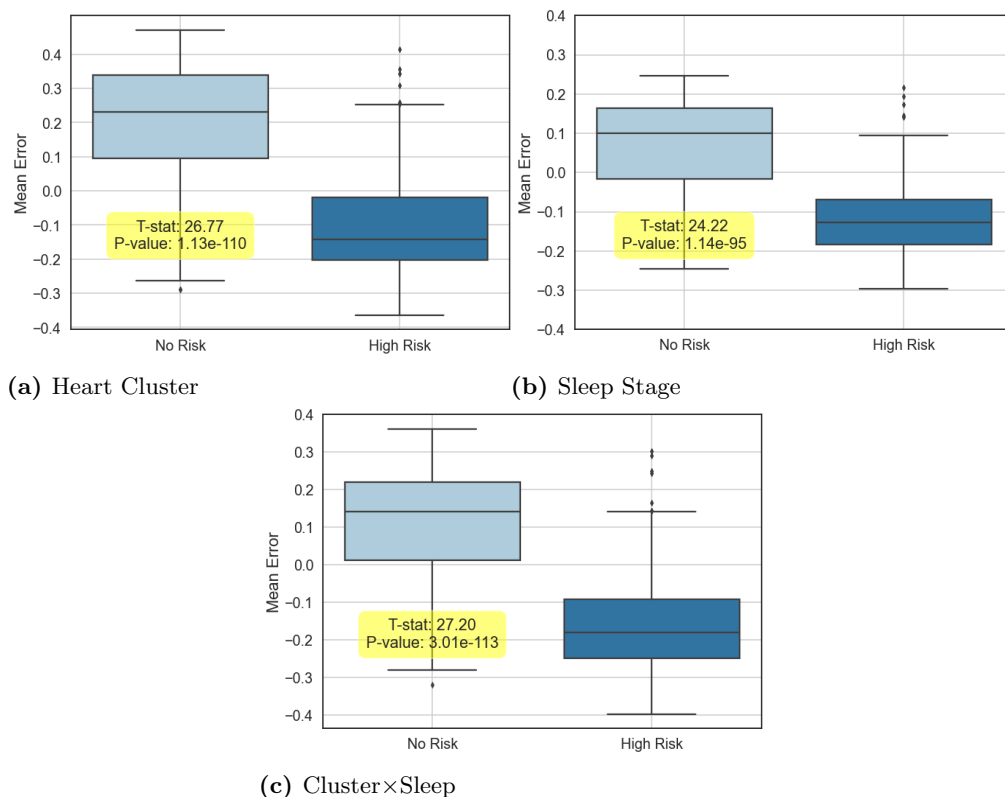 Mean Error
0.4
0.3
0.2
0.1
0.0
−0.1
−0.2
−0.3
−0.4
T-stat: 26.77
P-value: 1.13e-110
No Risk
High Risk
(a) Heart Cluster
Mean Error
0.4
0.3
0.2
0.1
0.0
−0.1
−0.2
−0.3
−0.4
T-stat: 24.22
P-value: 1.14e-95
No Risk
High Risk
(b) Sleep Stage
Mean Error
0.4
0.3
0.2
0.1
0.0
−0.1
−0.2
−0.3
−0.4
T-stat: 27.20
P-value: 3.01e-113
No Risk
High Risk
(c) Cluster×Sleep